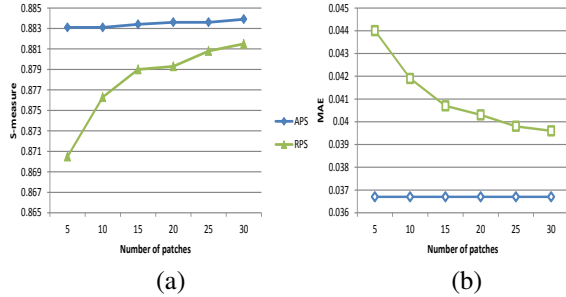 0.885
0.883
0.881
0.879
0.877
0.875
0.873
0.871
0.869
0.867
0.865
S-measure
5 10 15 20 25 30
Number of patches
(a)
APS
RPS
0.045
0.044
0.043
0.042
0.041
0.04
0.039
0.038
0.037
0.036
MAE
5 10 15 20 25 30
Number of patches
(b)